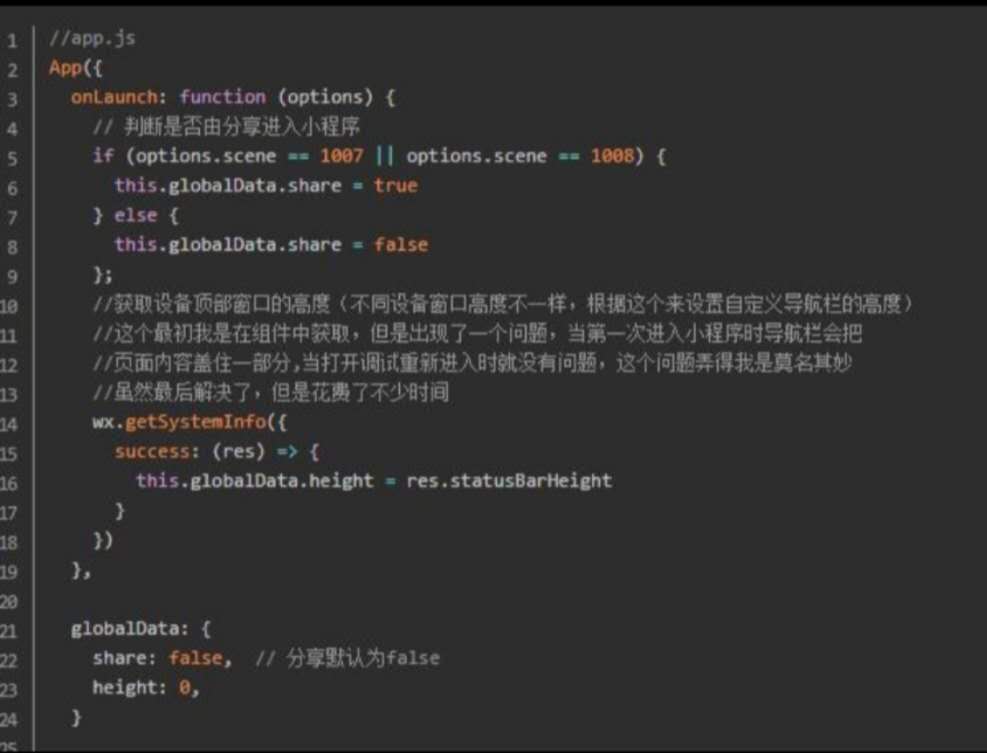 1 //app.js
2 App({
3 onLaunch: function (options) {
4 // 判断是否由分享进入小程序
5 if (options.scene == 1007 || options.scene == 1008) {
6 this.globalData.share = true
7 } else {
8 this.globalData.share = false
9 };
10 //获取设备顶部窗口的高度（不同设备窗口高度不一样，根据这个来设置自定义导航栏的高度）
11 //这个最初我是在组件中获取，但是出现了一个问题，当第一次进入小程序时导航栏会把
12 //页面内容盖住一部分,当打开调试重新进入时就没有问题，这个问题弄得我是莫名其妙
13 //虽然最后解决了，但是花费了不少时间
14 wx.getSystemInfo({
15 success: (res) => {
16 this.globalData.height = res.statusBarHeight
17 }
18 })
19 },
20
21 globalData: {
22 share: false, // 分享默认为false
23 height: 0,
24 }
25